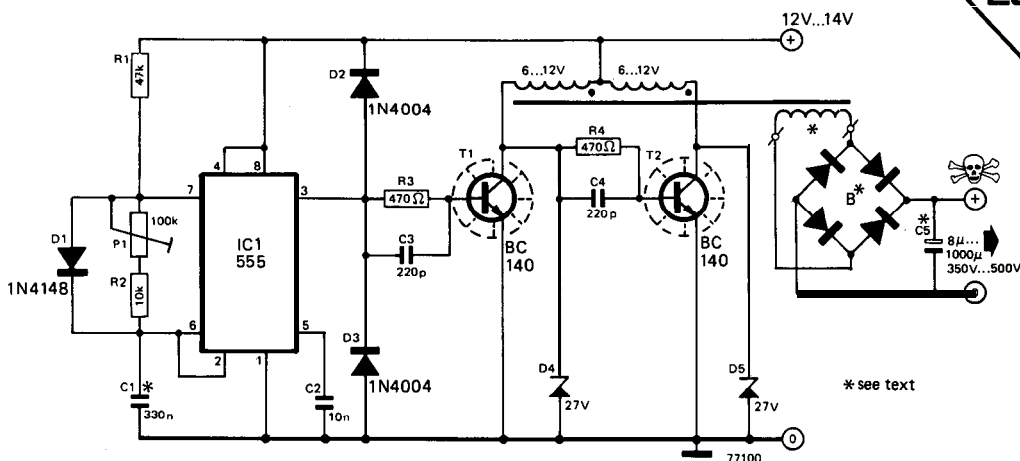 12V...14V
+
R1
47k
D2
1N4004
6...12V
6...12V
*
4
8
7
3
R3
470Ω
T1
R4
470Ω
T2
B*
+
100k
P1
D1
1N4148
R2
10k
IC1
555
C3
220p
BC
140
C4
220p
BC
140
*
C5
8μ...
1000μ
350V...500V
0
6
5
2
1
D3
1N4004
D4
27V
D5
27V
*see text
C1*
330n
C2
10n
0
77100